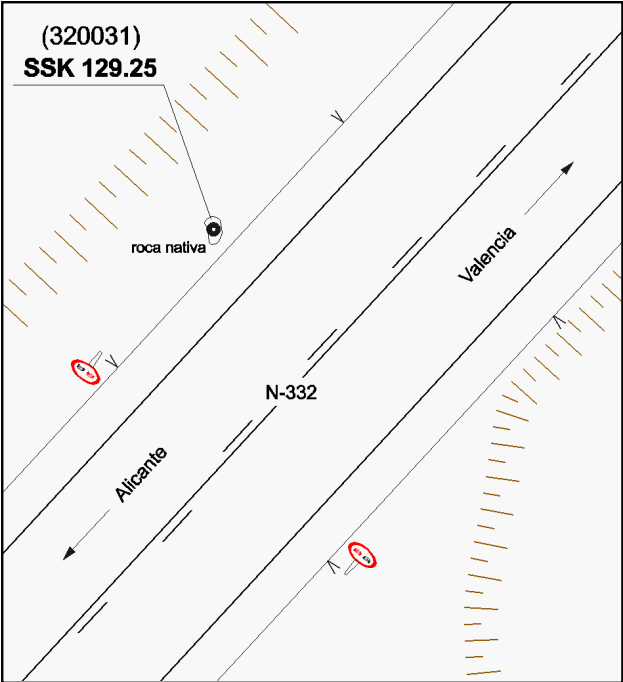 (320031)
SSK 129.25
roca nativa
Valencia
N-332
Alicante